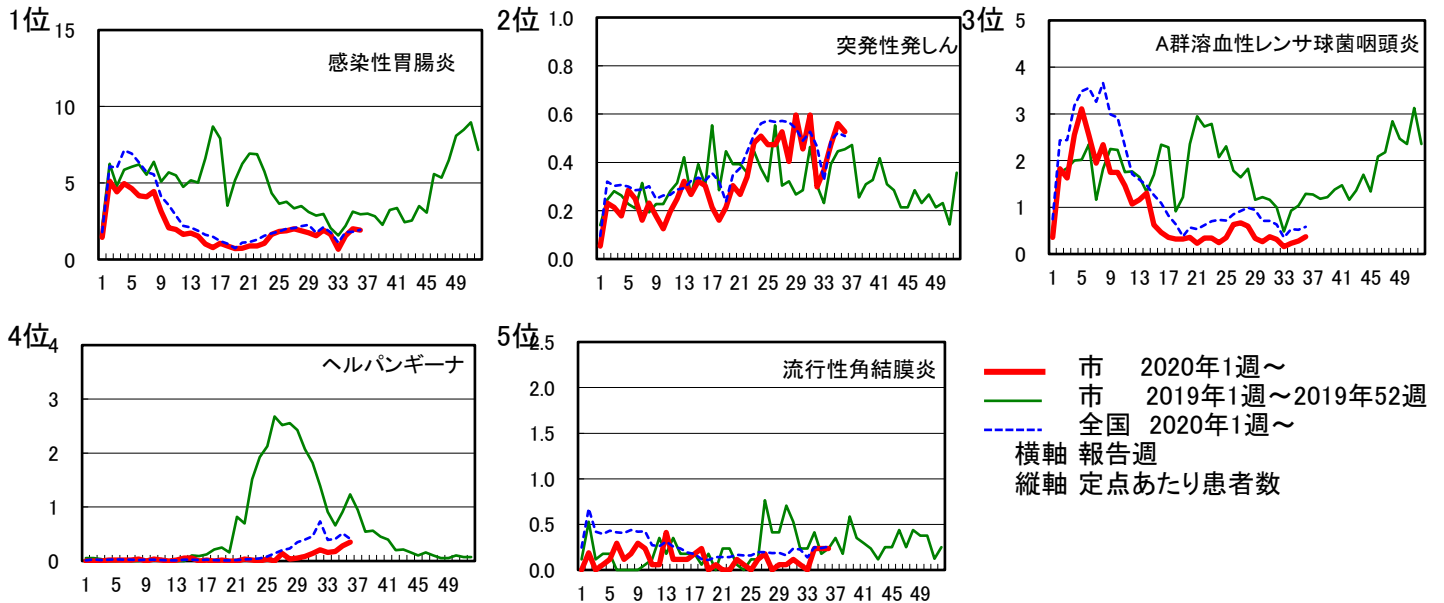 1位
感染性胃腸炎
15
10
5
0
1 5 9 13 17 21 25 29 33 37 41 45 49
2位
突発性発しん
1.0
0.8
0.6
0.4
0.2
0.0
1 5 9 13 17 21 25 29 33 37 41 45 49
3位
A群溶血性レンサ球菌咽頭炎
5
4
3
2
1
0
1 5 9 13 17 21 25 29 33 37 41 45 49
4位
ヘルパンギーナ
4
3
2
1
0
1 5 9 13 17 21 25 29 33 37 41 45 49
5位
流行性角結膜炎
2.5
2.0
1.5
1.0
0.5
0.0
1 5 9 13 17 21 25 29 33 37 41 45 49
市 2020年1週～
市 2019年1週～2019年52週
全国 2020年1週～
横軸 報告週
縦軸 定点あたり患者数